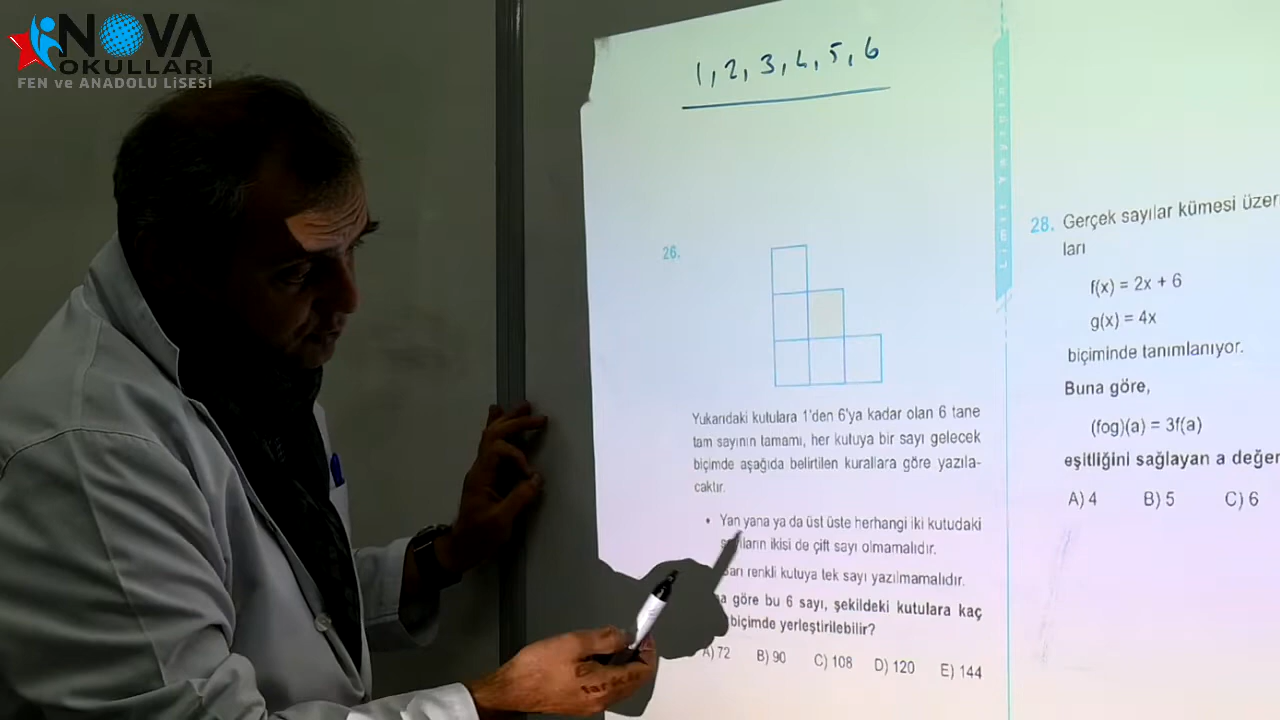 NOVA
OKULLARI
FEN ve ANADOLU LİSESİ
1, 2, 3, 4, 5, 6
26.
Yukarıdaki kutulara 1'den 6'ya kadar olan 6 tane
tam sayının tamamı, her kutuya bir sayı gelecek
biçimde aşağıda belirtilen kurallara göre yazıla-
caktır.
• Yan yana ya da üst üste herhangi iki kutudaki
ikisi de çift sayı olmamalıdır.
renkli kutuya tek sayı yazılmamalıdır.
göre bu 6 sayı, şekildeki kutulara kaç
biçimde yerleştirilebilir?
A) 72 B) 90 C) 108 D) 120 E) 144
28. Gerçek sayılar kümesi
ları
f(x) = 2x + 6
g(x) = 4x
biçiminde tanımlanıyor.
Buna göre,
(fog)(a) = 3f(a)
eşitliğini sağlayan a
A) 4 B) 5 C) 6